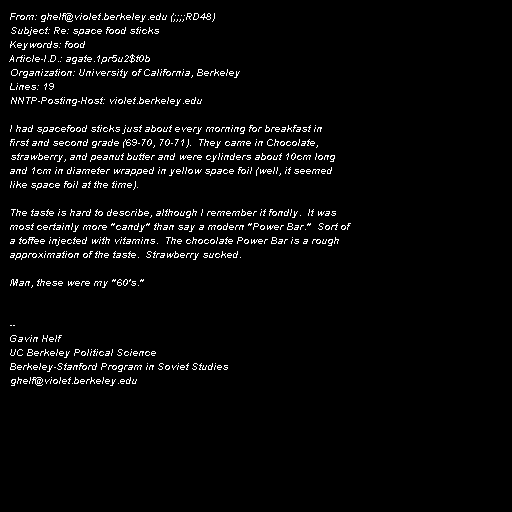 From: ghelf@violet.berkeley.edu (;;;;RD48)
Subject: Re: space food sticks
Keywords: food
Article-I.D.: agate.1pr5u2$t0b
Organization: University of California, Berkeley
Lines: 19
NNTP-Posting-Host: violet.berkeley.edu

I had spacefood sticks just about every morning for breakfast in
first and second grade (69-70, 70-71).  They came in Chocolate,
strawberry, and peanut butter and were cylinders about 10cm long
and 1cm in diameter wrapped in yellow space foil (well, it seemed
like space foil at the time).

The taste is hard to describe, although I remember it fondly.  It was
most certainly more "candy" than say a modern "Power Bar."  Sort of
a toffee injected with vitamins.  The chocolate Power Bar is a rough
approximation of the taste.  Strawberry sucked.

Man, these were my "60's."

--
Gavin Helf
UC Berkeley Political Science
Berkeley-Stanford Program in Soviet Studies
ghelf@violet.berkeley.edu